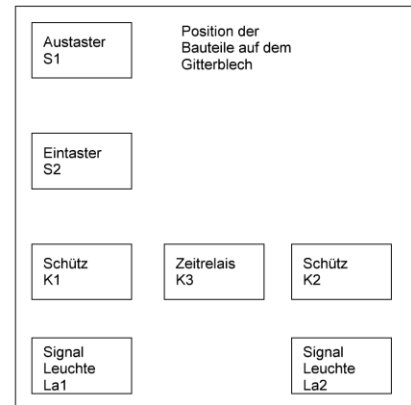 Austaster
S1
Position der
Bauteile auf dem
Gitterblech
Eintaster
S2
Schütz
K1
Zeitrelais
K3
Schütz
K2
Signal
Leuchte
La1
Signal
Leuchte
La2